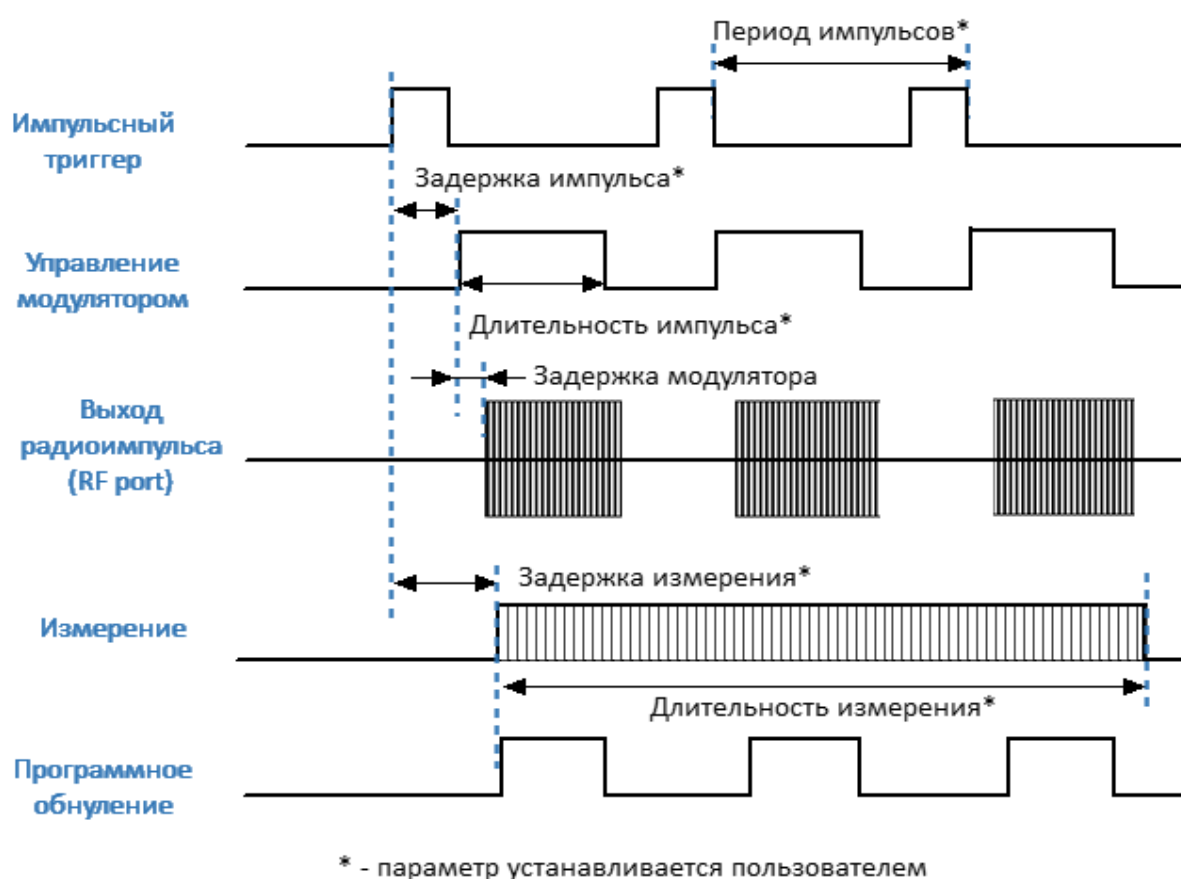 Период импульсов*
Импульсный
триггер
Задержка импульса*
Управление
модулятором
Длительность импульса*
Задержка модулятора
Выход
радиоимпульса
(RF port)
Задержка измерения*
Измерение
Длительность измерения*
Программное
обнуление
* - параметр устанавливается пользователем